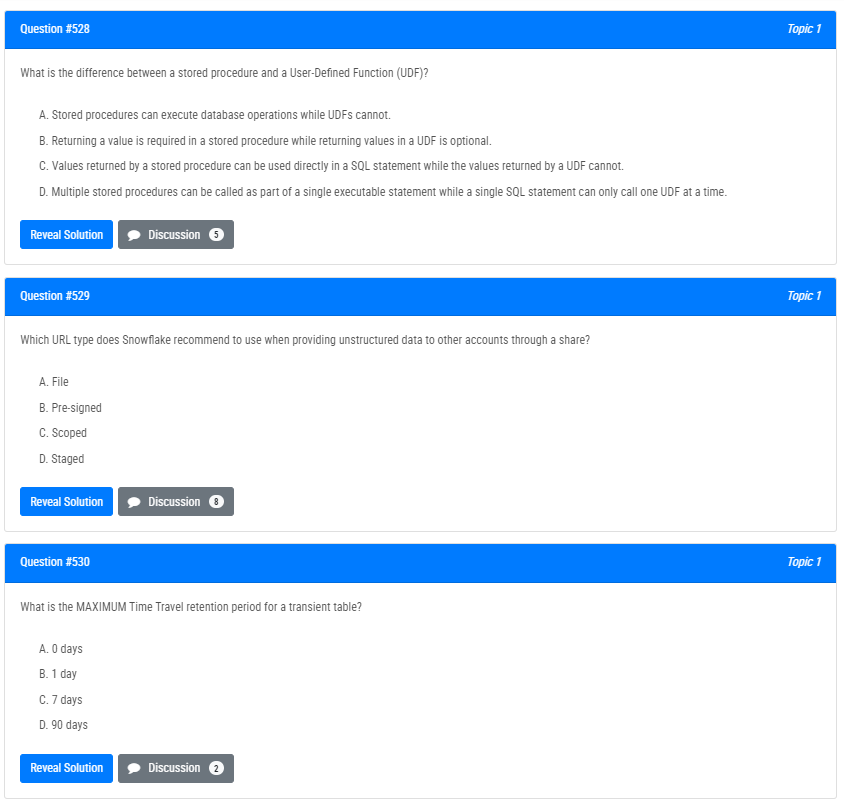 Question #528 Topic 1
What is the difference between a stored procedure and a User-Defined Function (UDF)?
A. Stored procedures can execute database operations while UDFs cannot.
B. Returning a value is required in a stored procedure while returning values in a UDF is optional.
C. Values returned by a stored procedure can be used directly in a SQL statement while the values returned by a UDF cannot.
D. Multiple stored procedures can be called as part of a single executable statement while a single SQL statement can only call one UDF at a time.
Reveal Solution Discussion 5
Question #529 Topic 1
Which URL type does Snowflake recommend to use when providing unstructured data to other accounts through a share?
A. File
B. Pre-signed
C. Scoped
D. Staged
Reveal Solution Discussion 8
Question #530 Topic 1
What is the MAXIMUM Time Travel retention period for a transient table?
A. 0 days
B. 1 day
C. 7 days
D. 90 days
Reveal Solution Discussion 2